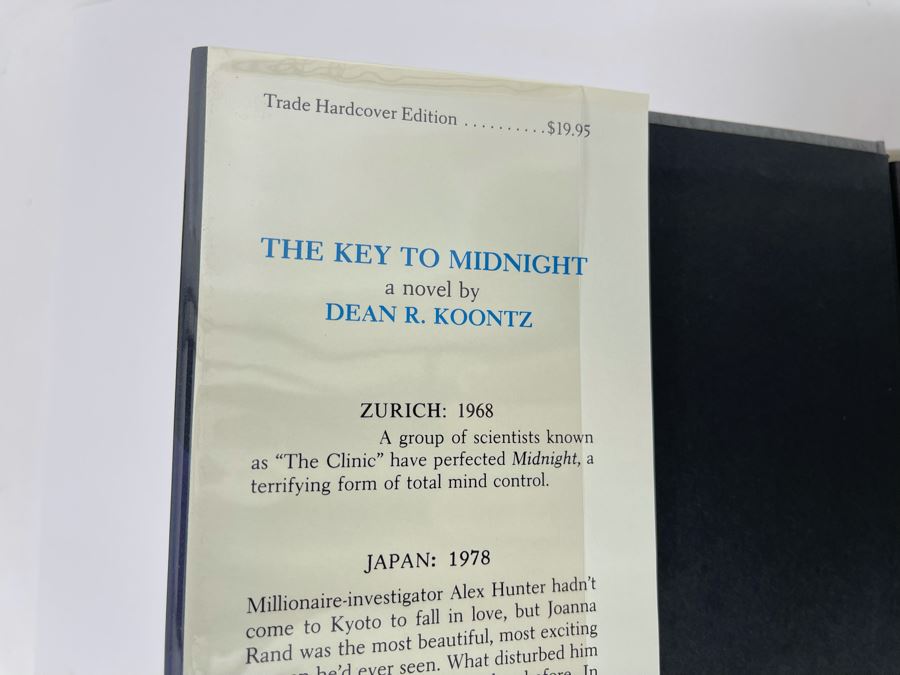 Trade Hardcover Edition . . . . . . . . . . $19.95
THE KEY TO MIDNIGHT
a novel by
DEAN R. KOONTZ
ZURICH: 1968
A group of scientists known
as “The Clinic” have perfected Midnight, a
terrifying form of total mind control.
JAPAN: 1978
Millionaire-investigator Alex Hunter hadn’t
come to Kyoto to fall in love, but Joanna
Rand was the most beautiful, most exciting
he’d ever seen. What disturbed him
before. In